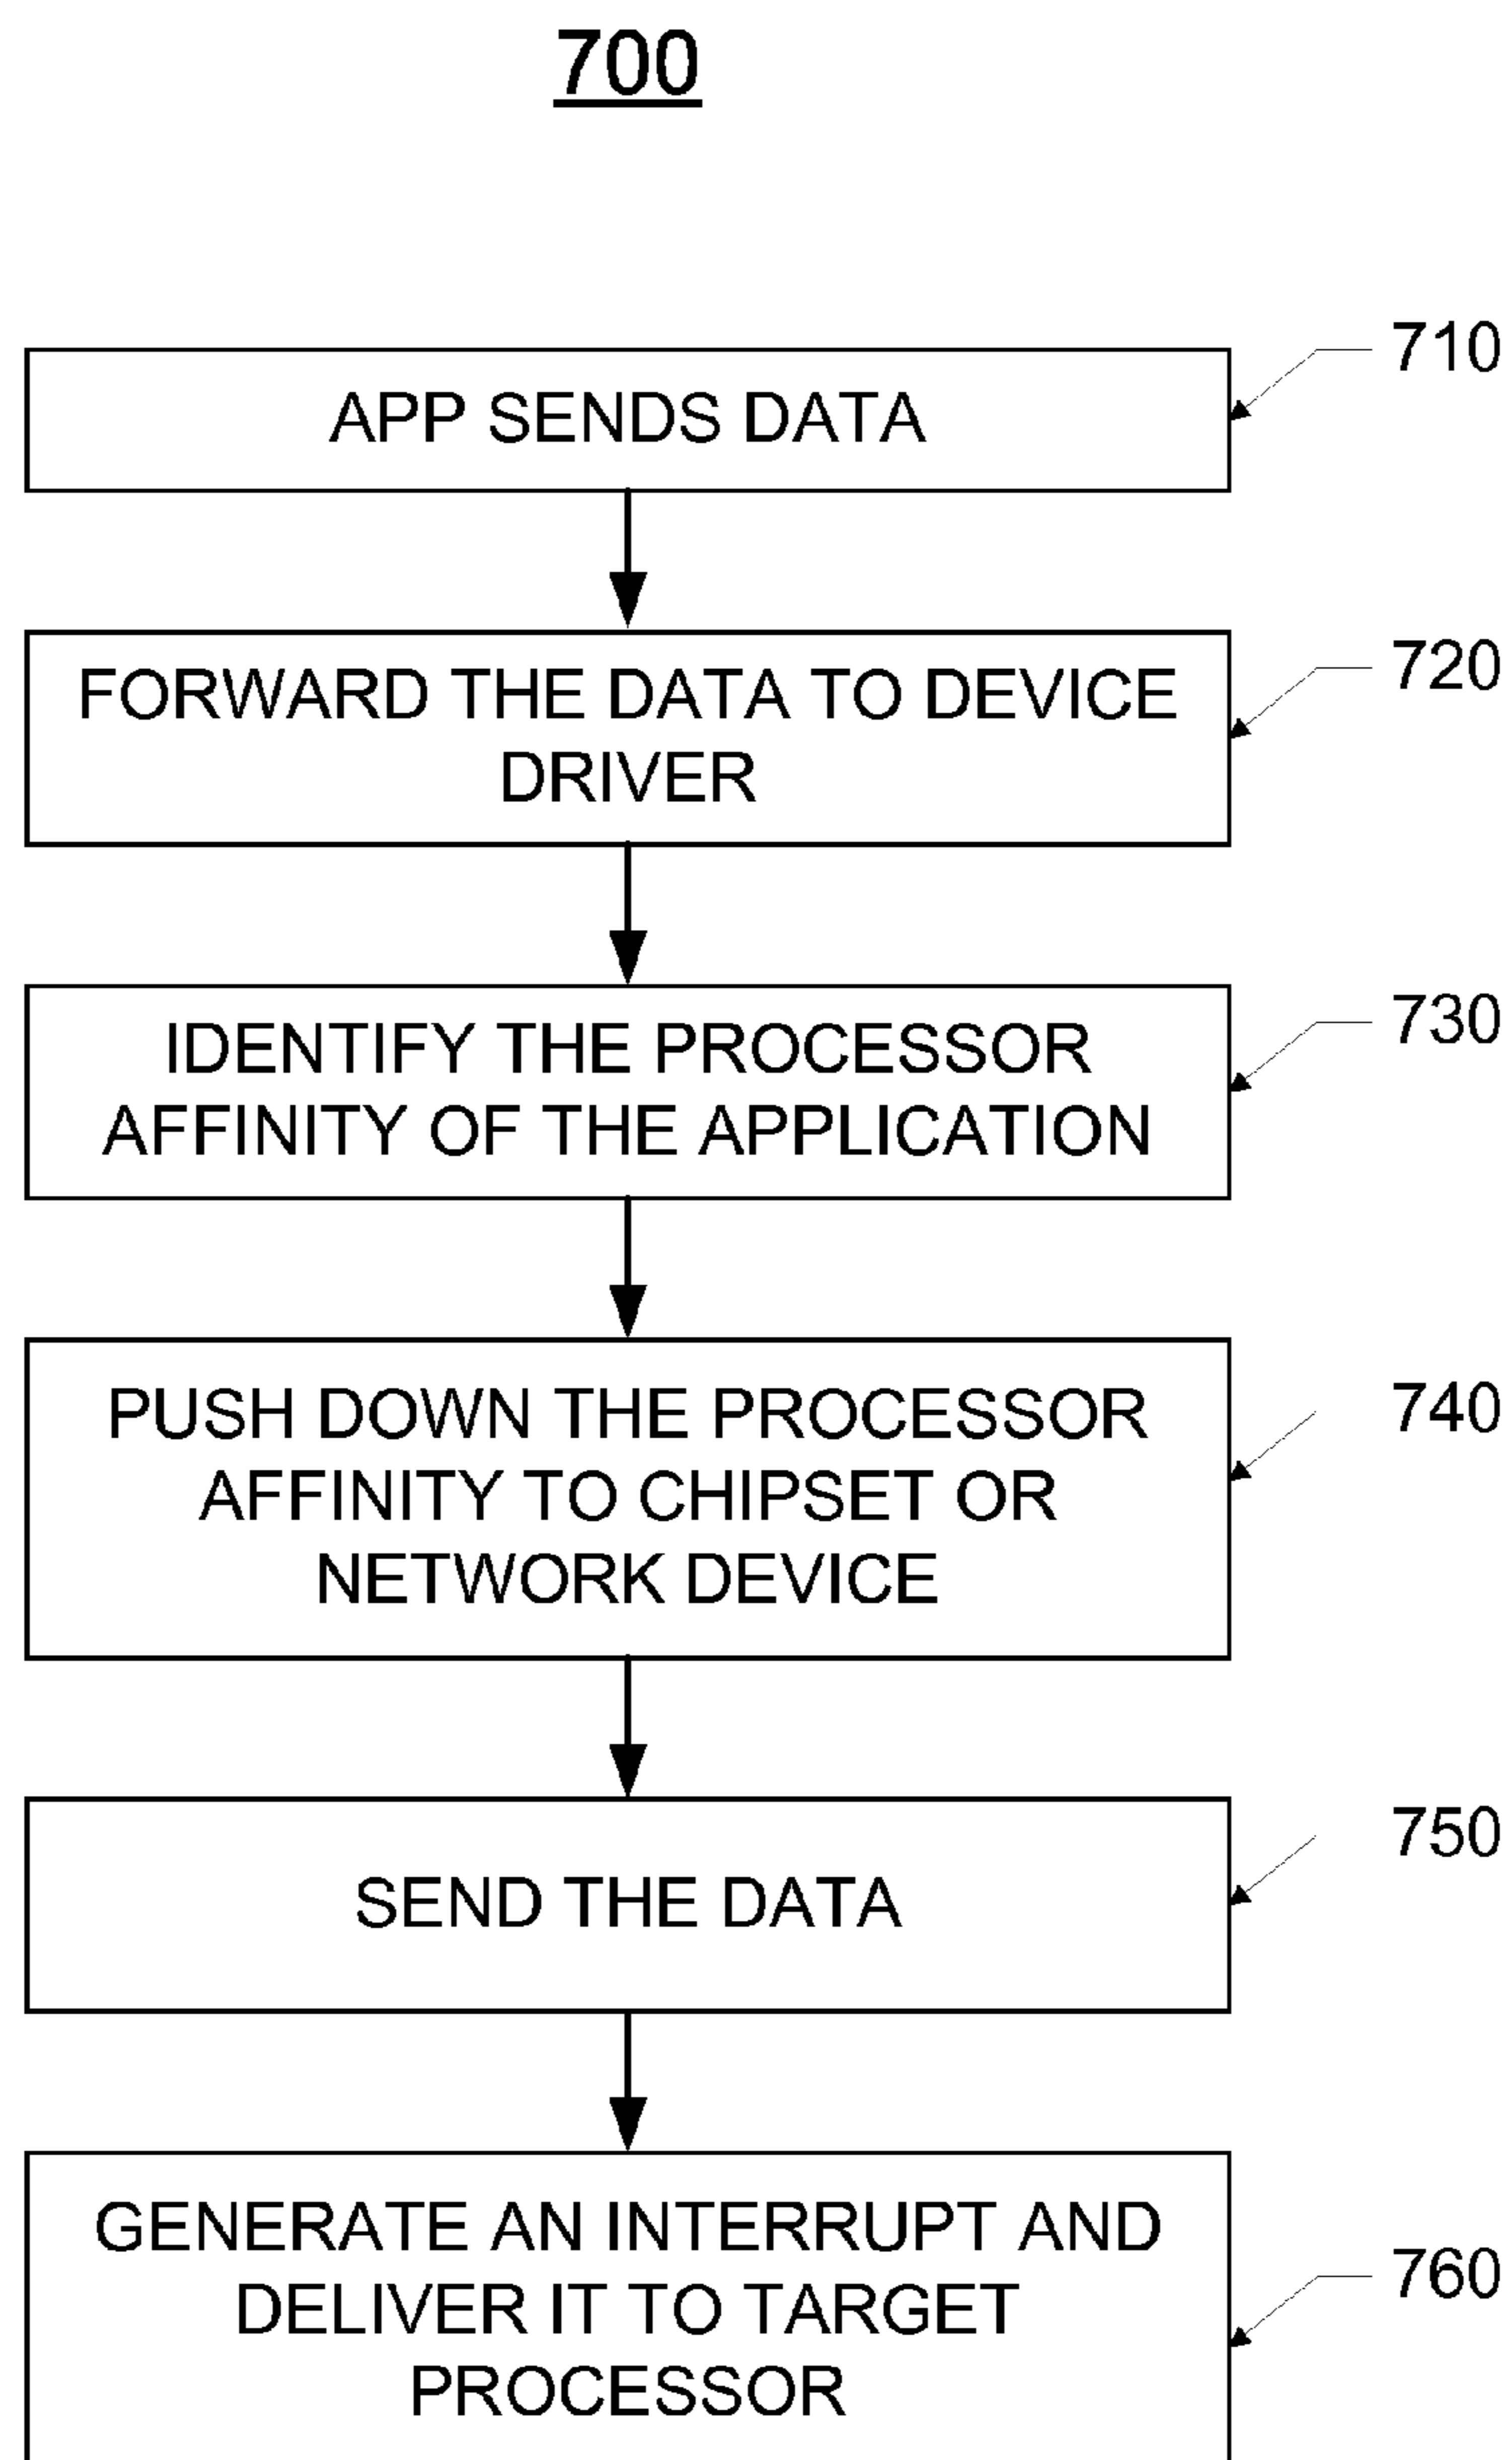 700
710
APP SENDS DATA
720
FORWARD THE DATA TO DEVICE
DRIVER
730
IDENTIFY THE PROCESSOR
AFFINITY OF THE APPLICATION
740
PUSH DOWN THE PROCESSOR
AFFINITY TO CHIPSET OR
NETWORK DEVICE
750
SEND THE DATA
760
GENERATE AN INTERRUPT AND
DELIVER IT TO TARGET
PROCESSOR